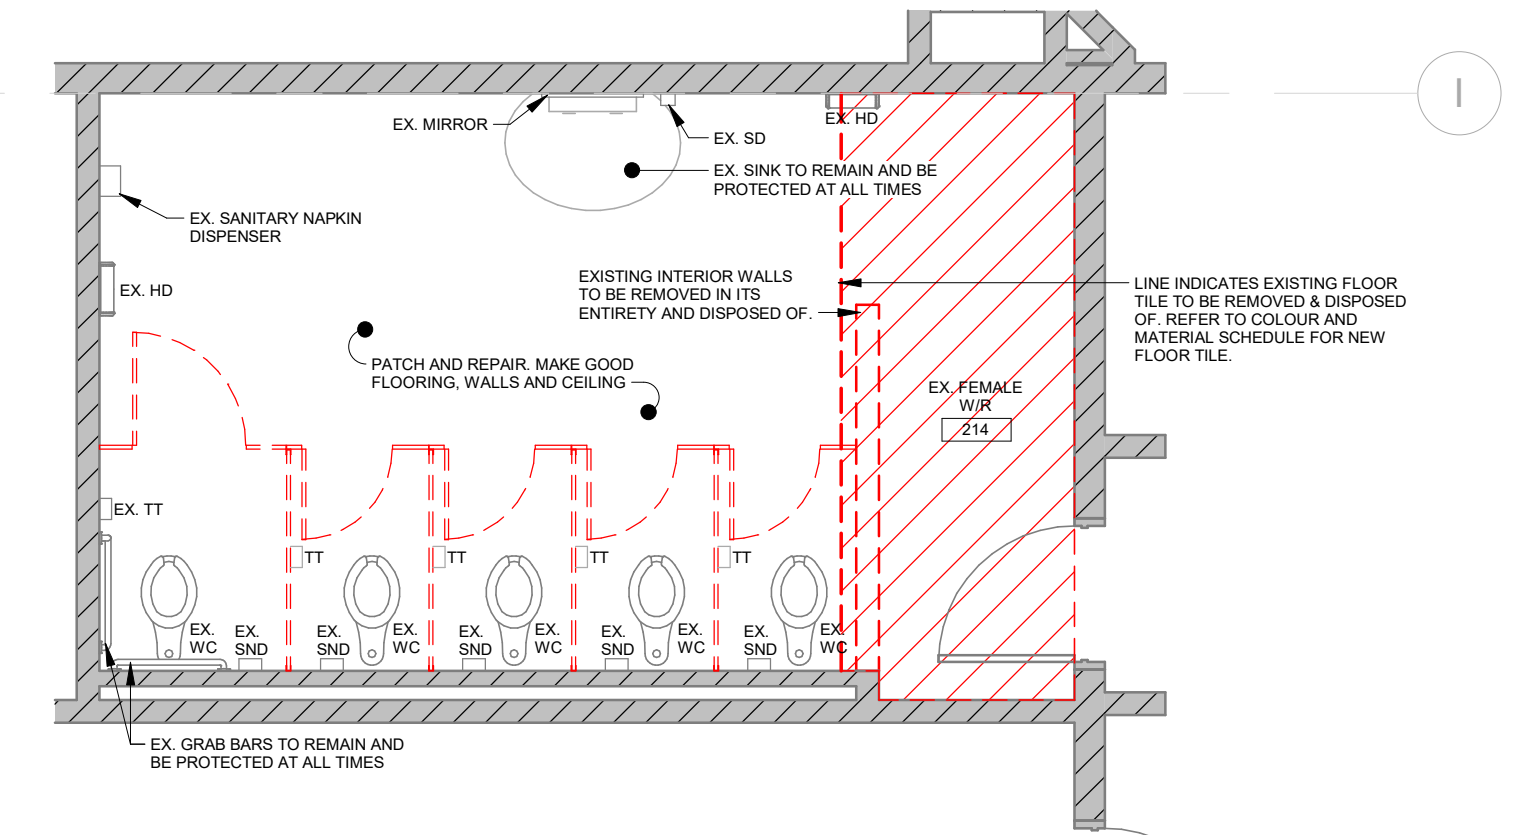 I
EX. MIRROR
EX. SD
EX. HD
EX. SINK TO REMAIN AND BE
PROTECTED AT ALL TIMES
EX. SANITARY NAPKIN
DISPENSER
EX. HD
EXISTING INTERIOR WALLS
TO BE REMOVED IN ITS
ENTIRETY AND DISPOSED OF.
LINE INDICATES EXISTING FLOOR
TILE TO BE REMOVED & DISPOSED
OF. REFER TO COLOUR AND
MATERIAL SCHEDULE FOR NEW
FLOOR TILE.
PATCH AND REPAIR. MAKE GOOD
FLOORING, WALLS AND CEILING
EX. FEMALE
W/R
214
EX. TT
TT
TT
TT
TT
EX.
WC
EX.
SND
EX.
SND
EX.
WC
EX.
SND
EX.
WC
EX.
SND
EX.
WC
EX.
SND
EX.
WC
EX. GRAB BARS TO REMAIN AND
BE PROTECTED AT ALL TIMES